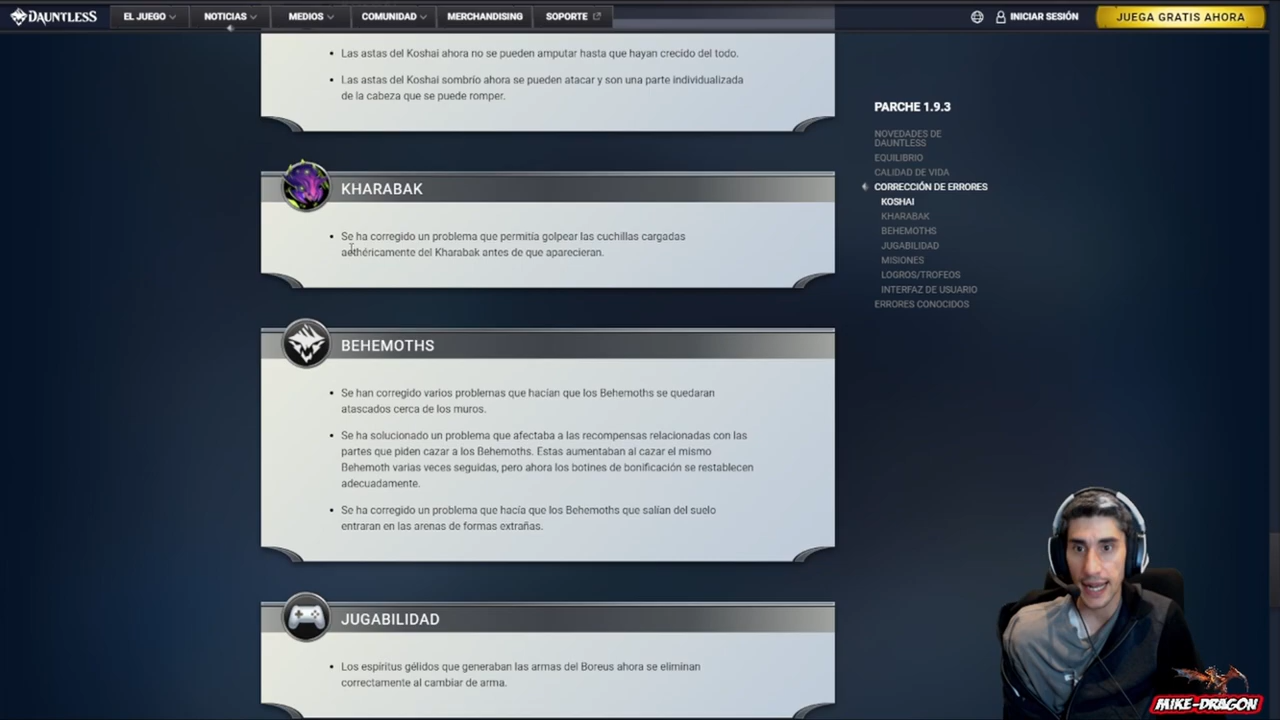 DAUNTLESS
EL JUEGO
NOTICIAS
MEDIOS
COMUNIDAD
MERCHANDISING
SOPORTE
INICIAR SESIÓN
JUEGA GRATIS AHORA
Las astas del Koshai ahora no se pueden amputar hasta que hayan crecido del todo.
Las astas del Koshai sombrío ahora se pueden atacar y son una parte individualizada
de la cabeza que se puede romper.
KHARABAK
Se ha corregido un problema que permitía golpear las cuchillas cargadas
aethéricamente del Kharabak antes de que aparecieran.
BEHEMOTHS
Se han corregido varios problemas que hacían que los Behemoths se quedaran
atascados cerca de los muros.
Se ha solucionado un problema que afectaba a las recompensas relacionadas con las
partes que piden cazar a los Behemoths. Estas aumentaban al cazar el mismo
Behemoth varias veces seguidas, pero ahora los botines de bonificación se restablecen
adecuadamente.
Se ha corregido un problema que hacía que los Behemoths que salían del suelo
entraran en las arenas de formas extrañas.
JUGABILIDAD
Los espíritus gélidos que generaban las armas del Boreus ahora se eliminan
correctamente al cambiar de arma.
PARCHE 1.9.3
NOVEDADES DE
DAUNTLESS
EQUILIBRIO
CALIDAD DE VIDA
CORRECCIÓN DE ERRORES
KOSHAI
KHARABAK
BEHEMOTHS
JUGABILIDAD
MISIONES
LOGROS/TROFEOS
INTERFAZ DE USUARIO
ERRORES CONOCIDOS
MIKE-DRAGON